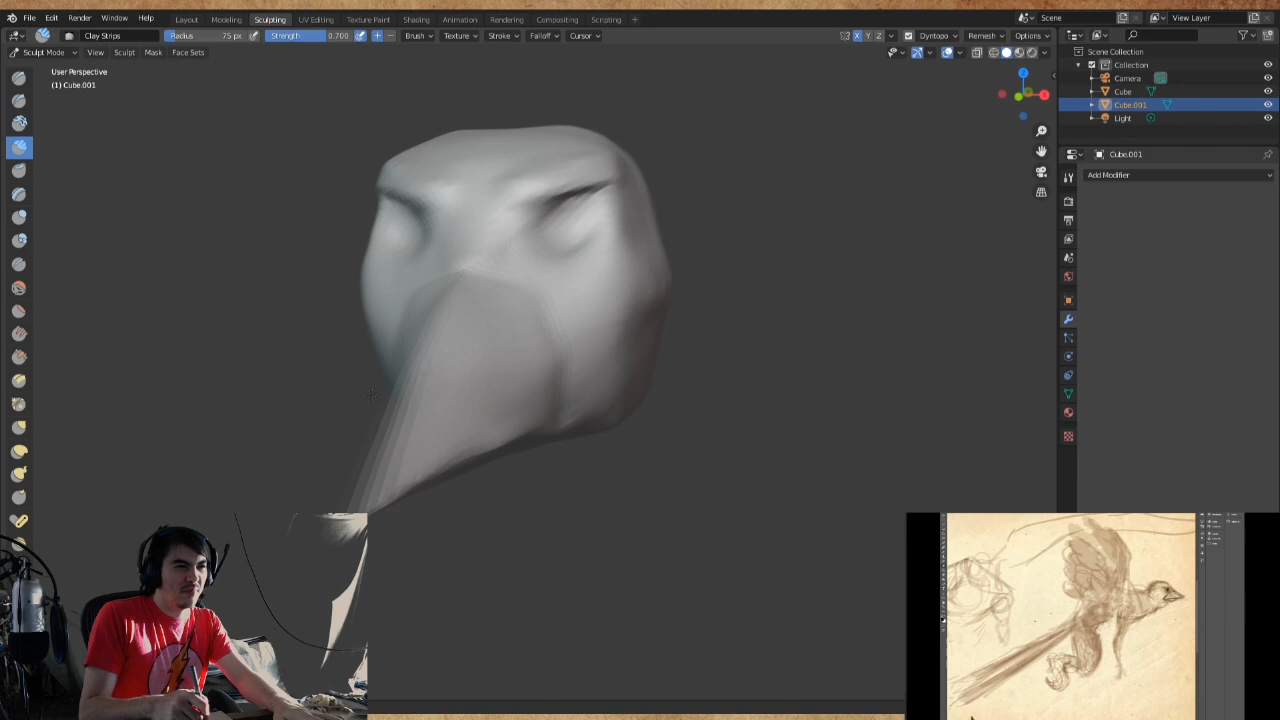 File Edit Render Window Help Layout Modeling Sculpting UV Editing Texture Paint Shading Animation Rendering Compositing Scripting + Scene View Layer
Clay Strips Radius 75 px Strength 0.700 Brush Texture Stroke Falloff Cursor X Y Z Dyntopo Remesh Options
Sculpt Mode View Sculpt Mask Face Sets
User Perspective
(1) Cube.001
Scene Collection
Collection
Camera
Cube
Cube.001
Light
Cube.001
Add Modifier
Z
X